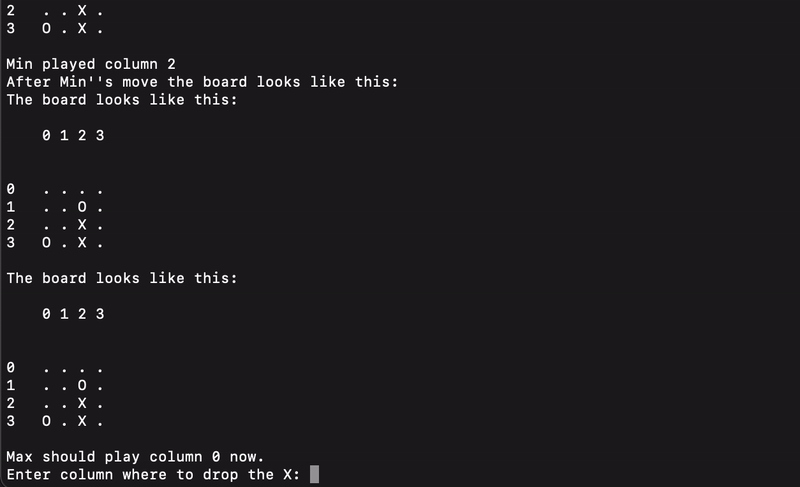 2   . . X .
3   O . X .
Min played column 2
After Min''s move the board looks like this:
The board looks like this:
0 1 2 3
0   . . . .
1   . . O .
2   . . X .
3   O . X .
The board looks like this:
0 1 2 3
0   . . . .
1   . . O .
2   . . X .
3   O . X .
Max should play column 0 now.
Enter column where to drop the X: